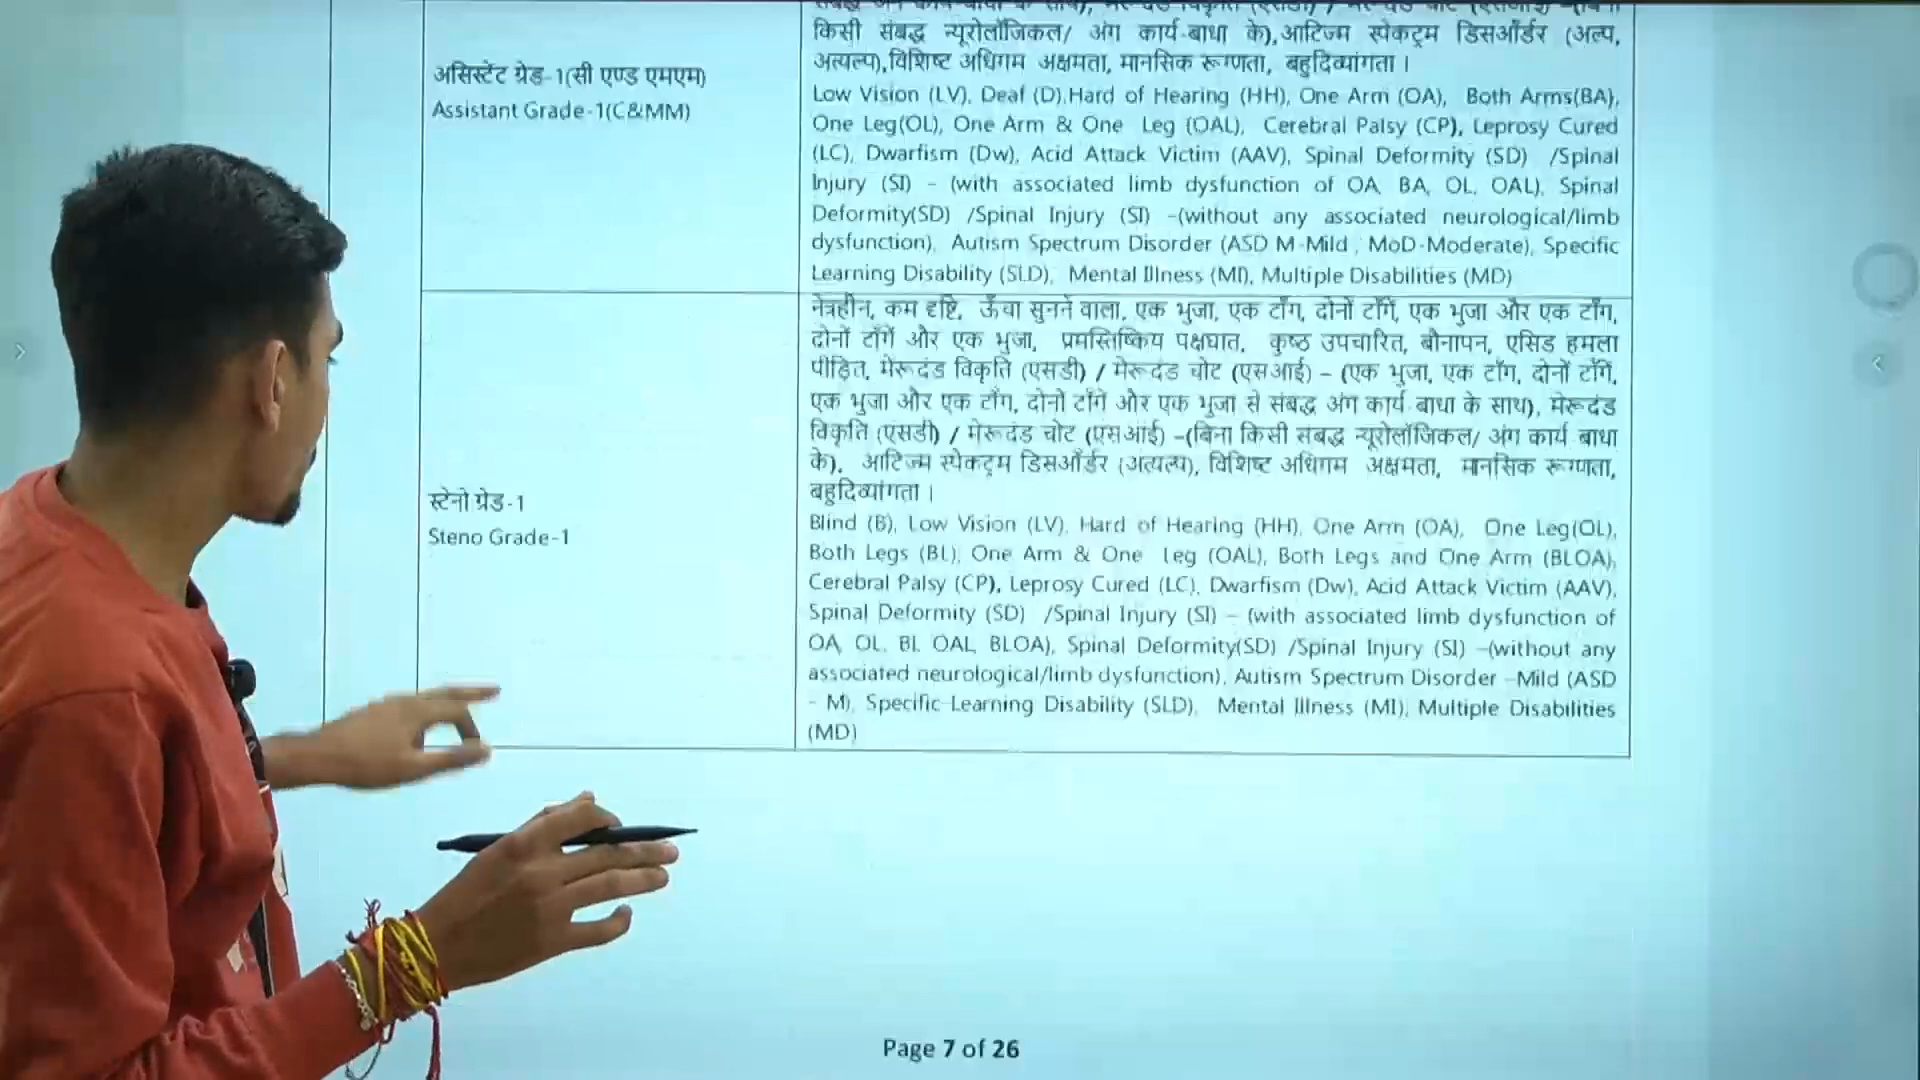 किसी संबद्ध न्यूरोलॉजिकल/ अंग कार्य-बाधा के),आटिज्म स्पेकट्रम डिसऑर्डर (अल्प,
अत्यल्प),विशिष्ट अधिगम अक्षमता, मानसिक रूग्णता, बहुदिव्यांगता ।
असिस्टेंट ग्रेड-1(सी एण्ड एमएम)
Assistant Grade-1(C&MM)
Low Vision (LV), Deaf (D),Hard of Hearing (HH), One Arm (OA), Both Arms(BA),
One Leg(OL), One Arm & One Leg (OAL), Cerebral Palsy (CP), Leprosy Cured
(LC), Dwarfism (Dw), Acid Attack Victim (AAV), Spinal Deformity (SD) /Spinal
Injury (SI) – (with associated limb dysfunction of OA, BA, OL, OAL), Spinal
Deformity(SD) /Spinal Injury (SI) –(without any associated neurological/limb
dysfunction), Autism Spectrum Disorder (ASD M-Mild , MoD-Moderate), Specific
Learning Disability (SLD), Mental Illness (MI), Multiple Disabilities (MD)
नेत्रहीन, कम दृष्टि, ऊँचा सुनने वाला, एक भुजा, एक टाँग, दोनों टाँगें, एक भुजा और एक टाँग,
दोनों टाँगें और एक भुजा, प्रमस्तिष्किय पक्षघात, कुष्ठ उपचारित, बौनापन, एसिड हमला
पीड़ित, मेरूदंड विकृति (एसडी) / मेरूदंड चोट (एसआई) – (एक भुजा, एक टाँग, दोनों टाँगें,
एक भुजा और एक टाँग, दोनों टाँगें और एक भुजा से संबद्ध अंग कार्य-बाधा के साथ), मेरूदंड
विकृति (एसडी) / मेरूदंड चोट (एसआई) –(बिना किसी संबद्ध न्यूरोलॉजिकल/ अंग कार्य-बाधा
के), आटिज्म स्पेकट्रम डिसऑर्डर (अत्यल्प), विशिष्ट अधिगम अक्षमता, मानसिक रूग्णता,
बहुदिव्यांगता ।
स्टेनो ग्रेड-1
Steno Grade-1
Blind (B), Low Vision (LV), Hard of Hearing (HH), One Arm (OA), One Leg(OL),
Both Legs (BL), One Arm & One Leg (OAL), Both Legs and One Arm (BLOA),
Cerebral Palsy (CP), Leprosy Cured (LC), Dwarfism (Dw), Acid Attack Victim (AAV),
Spinal Deformity (SD) /Spinal Injury (SI) – (with associated limb dysfunction of
OA, OL, BL, OAL, BLOA), Spinal Deformity(SD) /Spinal Injury (SI) –(without any
associated neurological/limb dysfunction), Autism Spectrum Disorder –Mild (ASD
- M), Specific Learning Disability (SLD), Mental Illness (MI), Multiple Disabilities
(MD)
Page 7 of 26